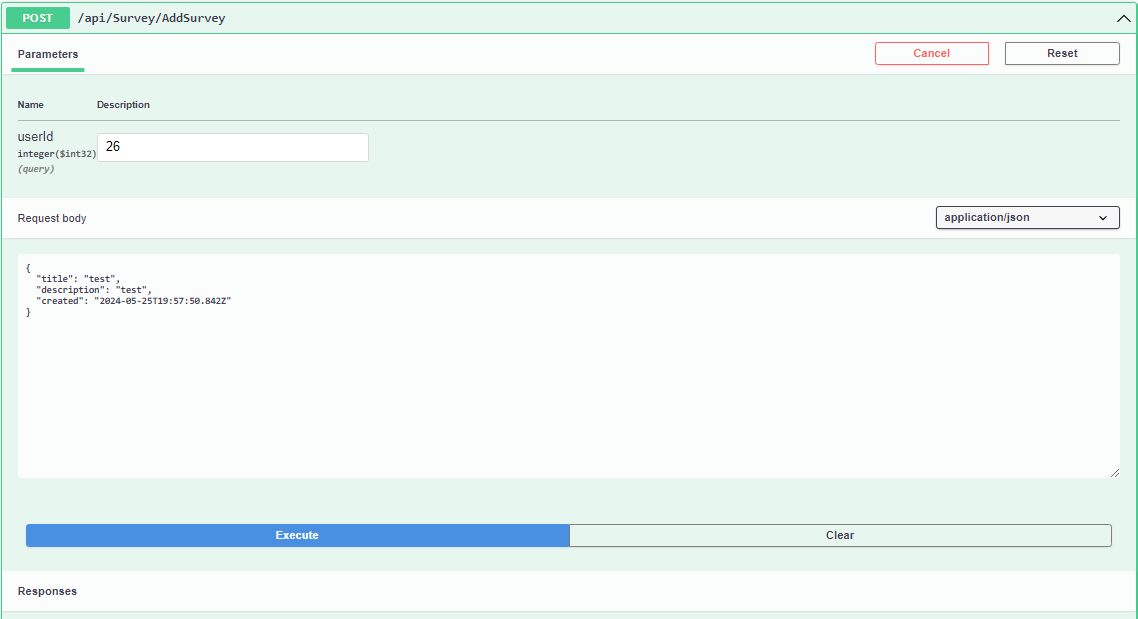 POST /api/Survey/AddSurvey
Parameters
Cancel
Reset
Name Description
userId
integer($int32)
(query)
26
Request body
application/json
{
"title": "test",
"description": "test",
"created": "2024-05-25T19:57:50.842Z"
}
Execute
Clear
Responses